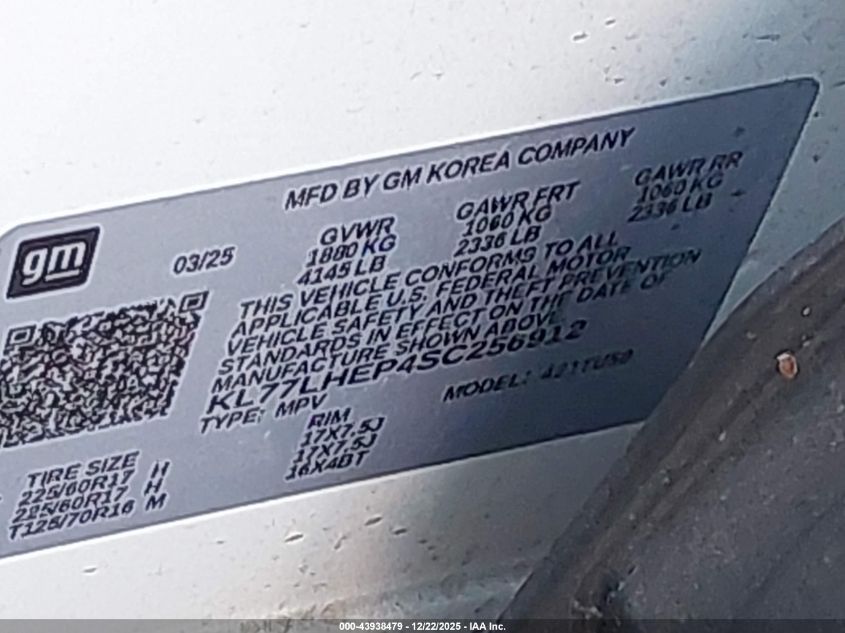 gm
MFD BY GM KOREA COMPANY
03/25
GVWR
1880 KG
4145 LB
GAWR FRT
1060 KG
2336 LB
GAWR RR
1060 KG
2336 LB
THIS VEHICLE CONFORMS TO ALL
APPLICABLE U.S. FEDERAL MOTOR
VEHICLE SAFETY AND THEFT PREVENTION
STANDARDS IN EFFECT ON THE DATE OF
MANUFACTURE SHOWN ABOVE.
KL77LHEP4SC256912
TYPE: MPV
MODEL:
TIRE SIZE
225/60R17 H
225/60R17 H
T125/70R16 M
RIM
17X7.5J
17X7.5J
16X4BT
000-43938479 - 12/22/2025 - IAA Inc.